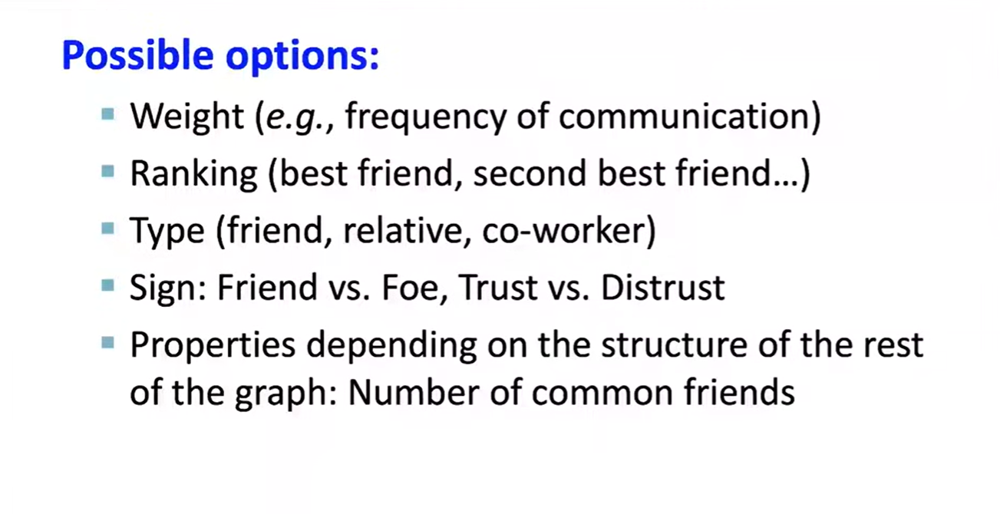 Possible options:
Weight (e.g., frequency of communication)
Ranking (best friend, second best friend…)
Type (friend, relative, co-worker)
Sign: Friend vs. Foe, Trust vs. Distrust
Properties depending on the structure of the rest
of the graph: Number of common friends